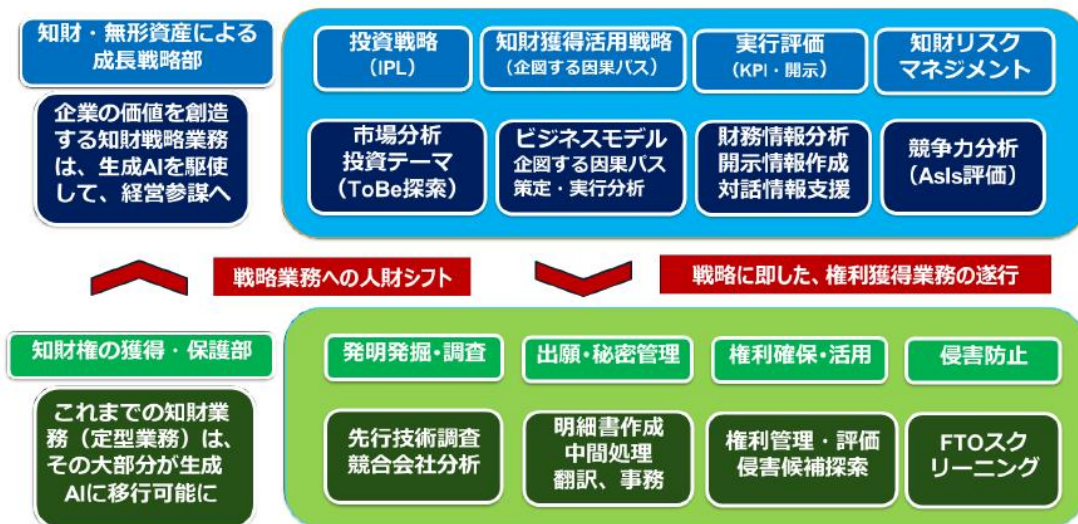 知財・無形資産による
成長戦略部
投資戦略
（IPL）
知財獲得活用戦略
（企図する因果パス）
実行評価
（KPI・開示）
知財リスク
マネジメント
企業の価値を創造
する知財戦略業務
は、生成AIを駆使
して、経営参謀へ
市場分析
投資テーマ
（ToBe探索）
ビジネスモデル
企図する因果パス
策定・実行分析
財務情報分析
開示情報作成
対話情報支援
競争力分析
（AsIs評価）
戦略業務への人財シフト
戦略に即した、権利獲得業務の遂行
知財権の獲得・保護部
発明発掘・調査
出願・秘密管理
権利確保・活用
侵害防止
これまでの知財業
務（定型業務）は、
その大部分が生成
AIに移行可能に
先行技術調査
競合会社分析
明細書作成
中間処理
翻訳、事務
権利管理・評価
侵害候補探索
FTOスク
リーニング